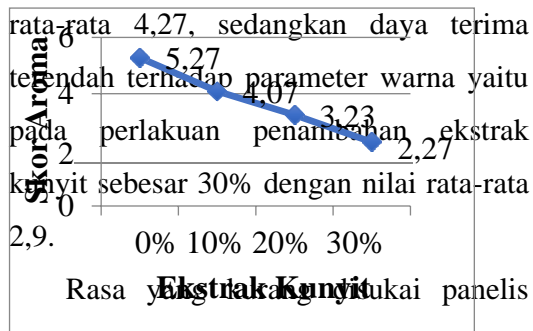 rata-rata 4,27, sedangkan daya terima
terendah terhadap parameter warna yaitu
pada perlakuan penambahan ekstrak
kunyit sebesar 30% dengan nilai rata-rata
2,9.
Rasa yang kurang disukai panelis
Skor Aroma
6
4
2
0
5,27
4,07
3,23
2,27
0% 10% 20% 30%
Ekstrak Kunyit